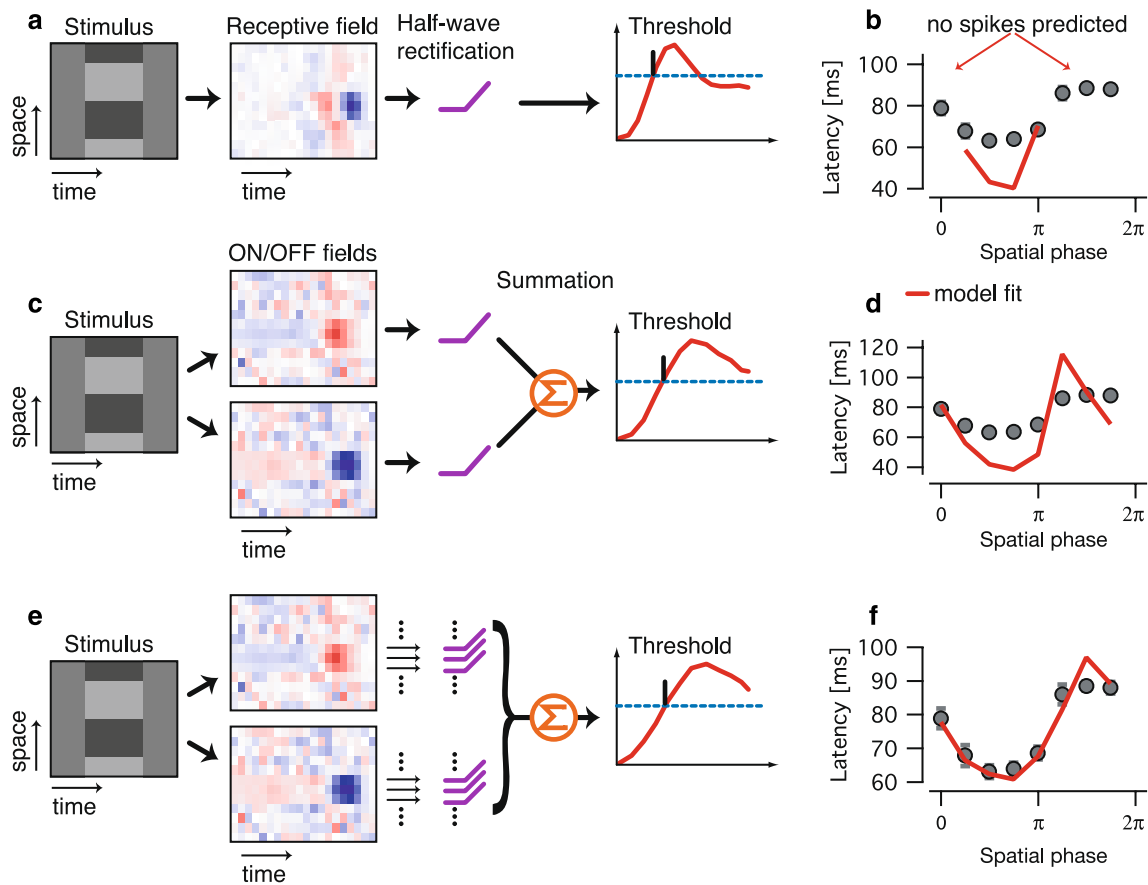 a
Stimulus
Receptive field
Half-wave
rectification
Threshold
space
time
time
b
no spikes predicted
Latency [ms]
100
80
60
40
0
π
2π
Spatial phase
c
Stimulus
ON/OFF fields
Summation
Σ
Threshold
space
time
time
d
model fit
Latency [ms]
120
100
80
60
40
0
π
2π
Spatial phase
e
Stimulus
Σ
Threshold
space
time
time
f
Latency [ms]
100
90
80
70
60
0
π
2π
Spatial phase